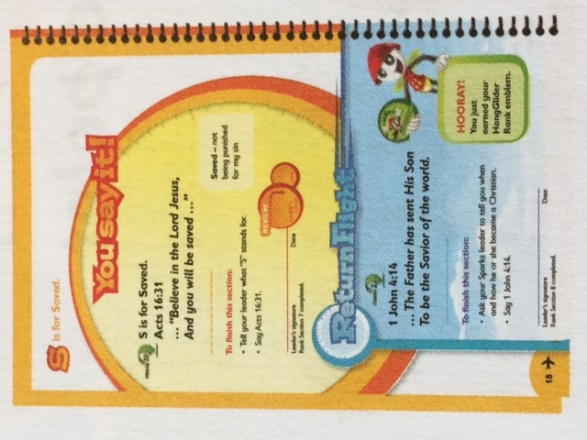 S is for Saved.
You say it!
S is for Saved.
Acts 16:31
... "Believe in the Lord Jesus,
And you will be saved ..."
Saved – not
being punished
for my sin
To finish this section:
• Tell your leader what "S" stands for.
• Say Acts 16:31.
REVIEW
Leader's signature Date
Rank Section 7 completed.
Return Flight
1 John 4:14
... The Father has sent His Son
To be the Savior of the world.
To finish this section:
• Ask your Sparks leader to tell you when
and how he or she became a Christian.
• Say 1 John 4:14.
HOORAY!
You just
earned your
HangGlider
Rank emblem.
Leader's signature Date
Rank Section 8 completed.
18